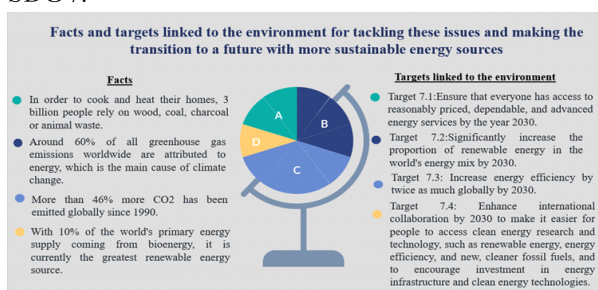 Facts and targets linked to the environment for tackling these issues and making the
transition to a future with more sustainable energy sources
Facts
In order to cook and heat their homes, 3
billion people rely on wood, coal, charcoal
or animal waste.
Around 60% of all greenhouse gas
emissions worldwide are attributed to
energy, which is the main cause of climate
change.
More than 46% more CO2 has been
emitted globally since 1990.
With 10% of the world's primary energy
supply coming from bioenergy, it is
currently the greatest renewable energy
source.
A
B
D
C
Targets linked to the environment
Target 7.1:Ensure that everyone has access to
reasonably priced, dependable, and advanced
energy services by the year 2030.
Target 7.2:Significantly increase the
proportion of renewable energy in the
world's energy mix by 2030.
Target 7.3: Increase energy efficiency by
twice as much globally by 2030.
Target 7.4: Enhance international
collaboration by 2030 to make it easier for
people to access clean energy research and
technology, such as renewable energy, energy
efficiency, and new, cleaner fossil fuels, and
to encourage investment in energy
infrastructure and clean energy technologies.